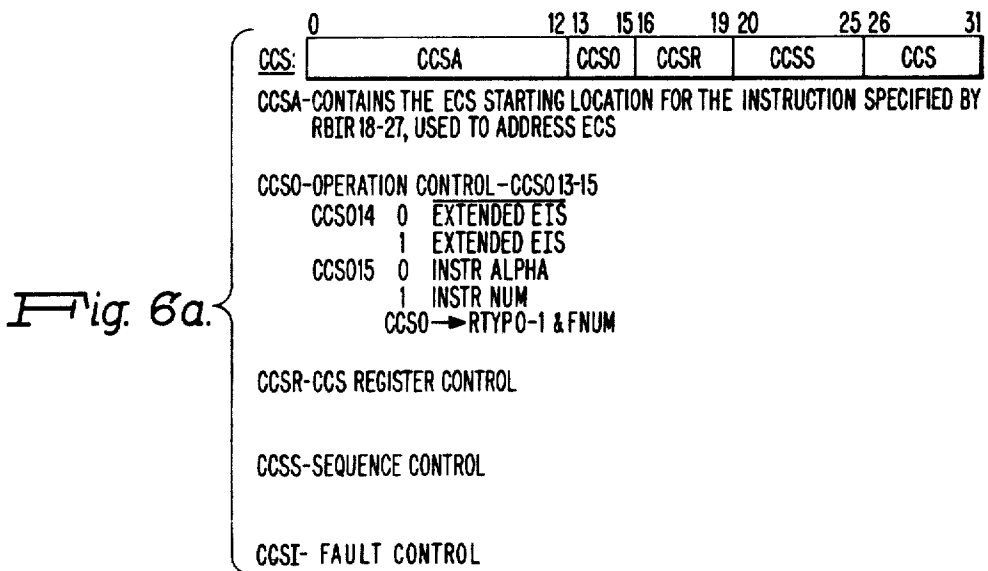 0 12 13 15 16 19 20 25 26 31
CCS: CCSA CCSO CCSR CCSS CCS
CCSA-CONTAINS THE ECS STARTING LOCATION FOR THE INSTRUCTION SPECIFIED BY
RBIR 18-27, USED TO ADDRESS ECS
CCSO-OPERATION CONTROL-CCSO 13-15
CCSO14 0 EXTENDED EIS
1 EXTENDED EIS
CCSO15 0 INSTR ALPHA
1 INSTR NUM
CCSO→RTYP0-1 & FNUM
Fig. 6a.
CCSR-CCS REGISTER CONTROL
CCSS-SEQUENCE CONTROL
CCSI- FAULT CONTROL